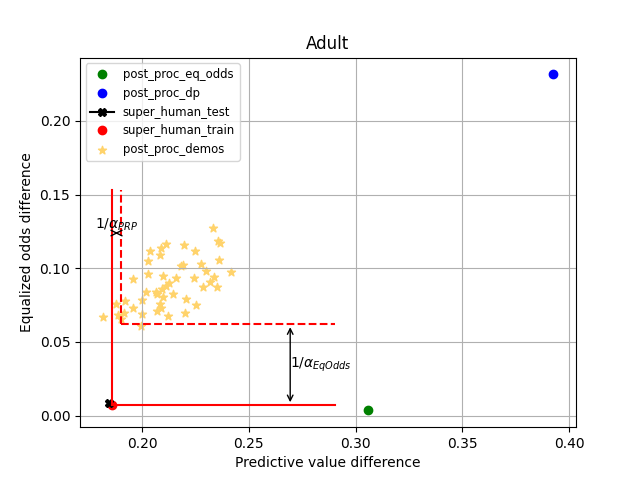 Adult
post_proc_eq_odds
post_proc_dp
super_human_test
super_human_train
post_proc_demos
Equalized odds difference
0.20
0.15
0.10
0.05
0.00
1/α_PRP
1/α_EqOdds
0.20 0.25 0.30 0.35 0.40
Predictive value difference